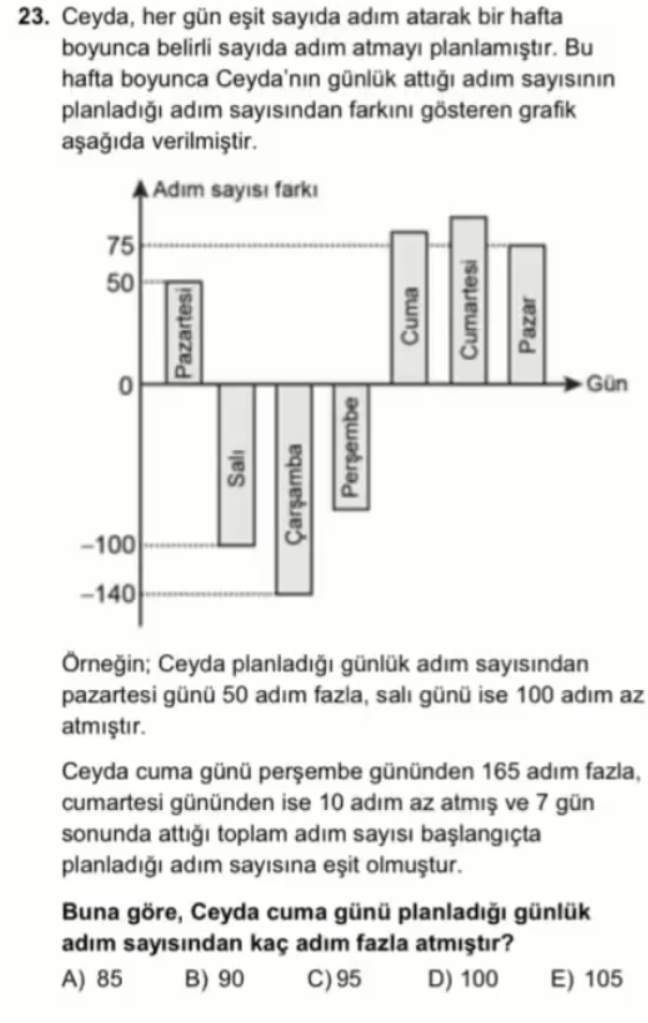 23. Ceyda, her gün eşit sayıda adım atarak bir hafta
boyunca belirli sayıda adım atmayı planlamıştır. Bu
hafta boyunca Ceyda'nın günlük attığı adım sayısının
planladığı adım sayısından farkını gösteren grafik
aşağıda verilmiştir.
Adım sayısı farkı
75
50
0
-100
-140
Pazartesi
Salı
Çarşamba
Perşembe
Cuma
Cumartesi
Pazar
Gün
Örneğin; Ceyda planladığı günlük adım sayısından
pazartesi günü 50 adım fazla, salı günü ise 100 adım az
atmıştır.
Ceyda cuma günü perşembe gününden 165 adım fazla,
cumartesi gününden ise 10 adım az atmış ve 7 gün
sonunda attığı toplam adım sayısı başlangıçta
planladığı adım sayısına eşit olmuştur.
Buna göre, Ceyda cuma günü planladığı günlük
adım sayısından kaç adım fazla atmıştır?
A) 85 B) 90 C) 95 D) 100 E) 105